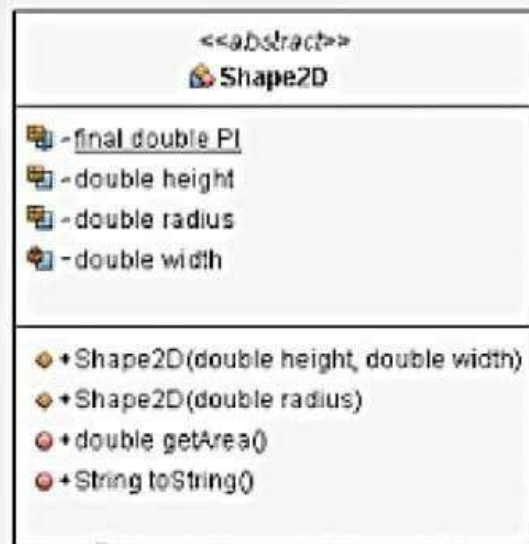 <<abstract>>
Shape2D
-final double PI
-double height
-double radius
-double width
+Shape2D(double height, double width)
+Shape2D(double radius)
+double getArea()
+String toString()